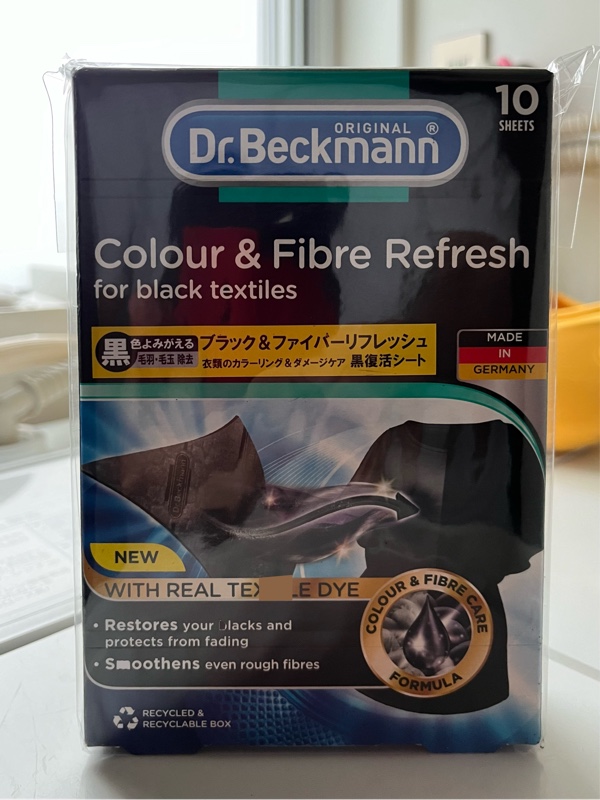 10
SHEETS
ORIGINAL
Dr.Beckmann®
Colour & Fibre Refresh
for black textiles
黒 色よみがえる
毛羽・毛玉 除去
ブラック&ファイバーリフレッシュ
衣類のカラーリング&ダメージケア 黒復活シート
MADE
IN
GERMANY
Dr.Beckmann
NEW
WITH REAL DYE
COLOUR & FIBRE CARE
FORMULA
• Restores your and
protects from fading
• even rough fibres
RECYCLED &
RECYCLABLE BOX